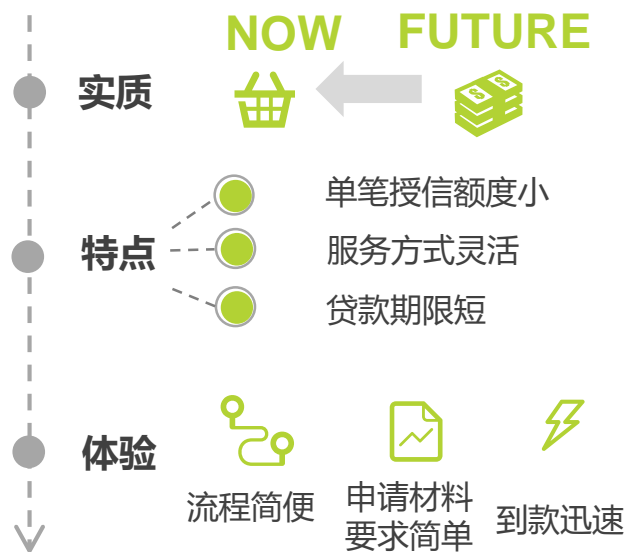 NOW FUTURE
实质
单笔授信额度小
特点
服务方式灵活
贷款期限短
体验
流程简便
申请材料
要求简单
到款迅速